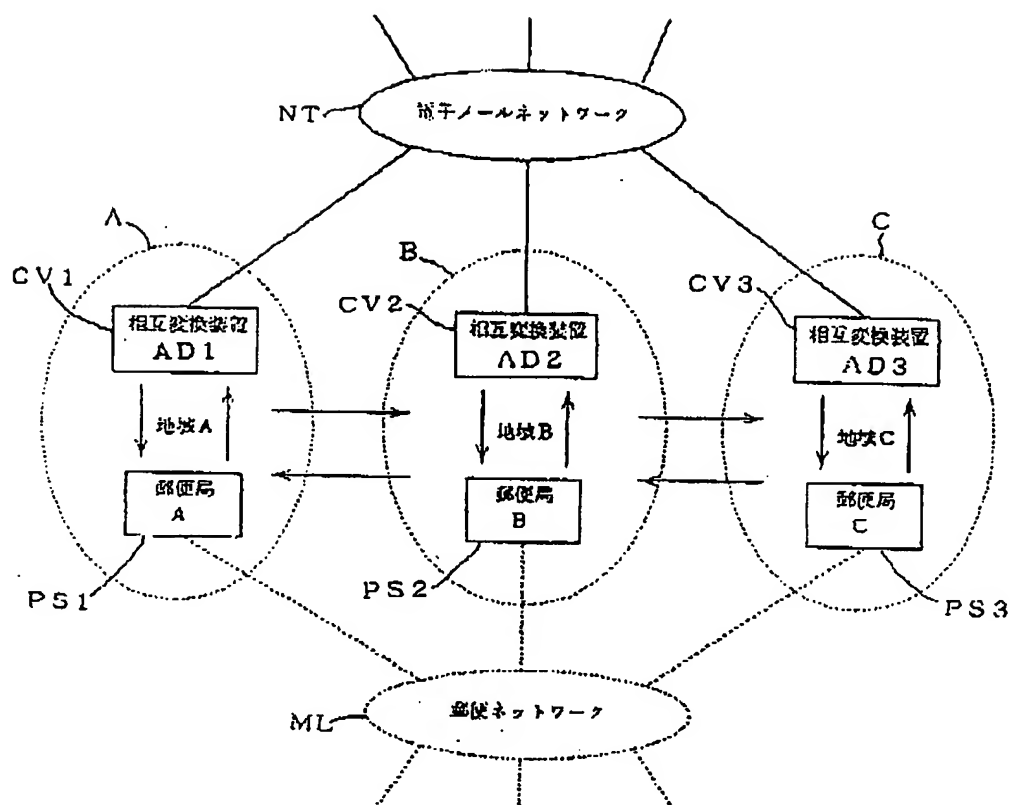 NT
電子メールネットワーク
A
B
C
CV1
CV2
CV3
相互変換装置
AD1
相互変換装置
AD2
相互変換装置
AD3
地域A
地域B
地域C
郵便局
A
郵便局
B
郵便局
C
PS1
PS2
PS3
ML
郵便ネットワーク